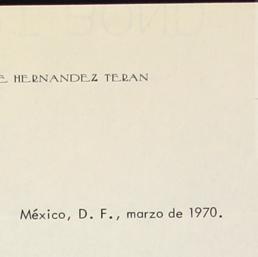 HERNANDEZ TERAN
México, D. F., marzo de 1970.